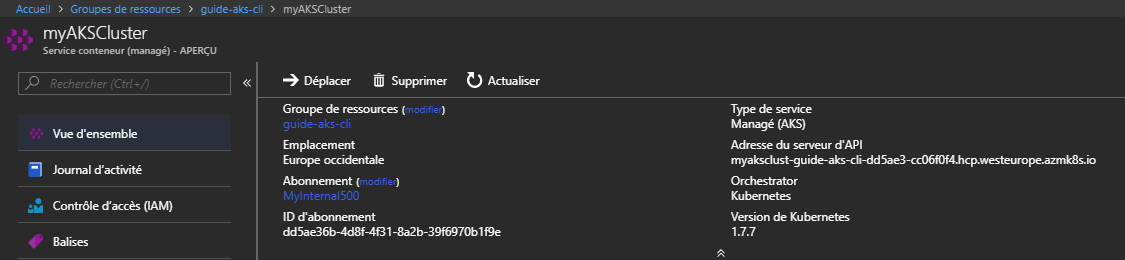 Accueil > Groupes de ressources > guide-aks-cli > myAKSCluster
myAKSCluster
Service conteneur (managé) - APERÇU
Rechercher (Ctrl+/)
«
Déplacer
Supprimer
Actualiser
Vue d'ensemble
Journal d'activité
Contrôle d'accès (IAM)
Balises
Groupe de ressources (modifier)
guide-aks-cli
Emplacement
Europe occidentale
Abonnement (modifier)
MyInternal500
ID d'abonnement
dd5ae36b-4d8f-4f31-8a2b-39f6970b1f9e
Type de service
Managé (AKS)
Adresse du serveur d'API
myaksclust-guide-aks-cli-dd5ae3-cc06f0f4.hcp.westeurope.azmk8s.io
Orchestrator
Kubernetes
Version de Kubernetes
1.7.7